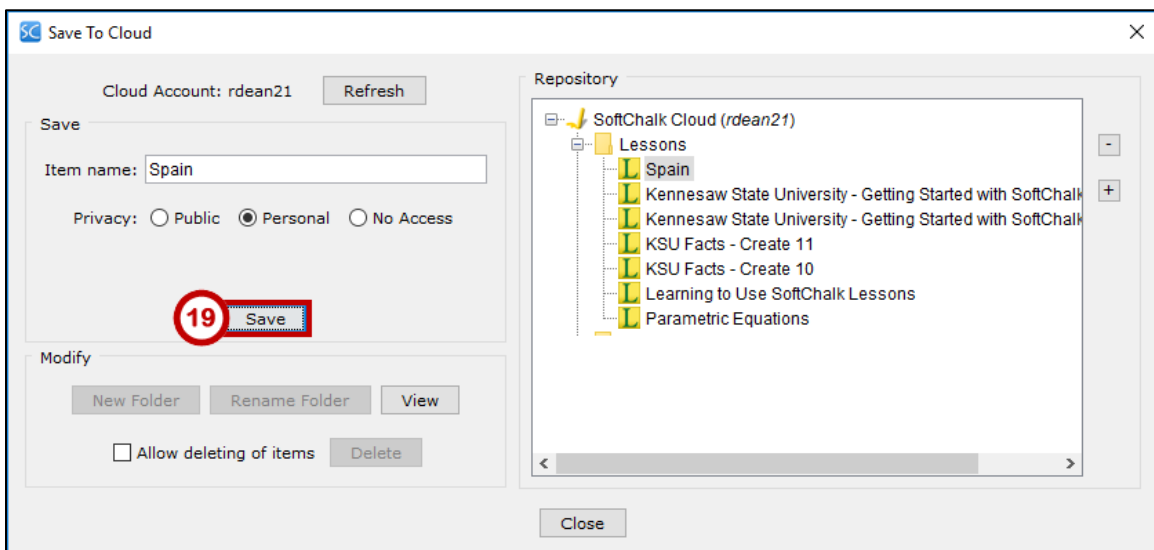 SC Save To Cloud
Cloud Account: rdean21 Refresh
Save
Item name: Spain
Privacy: Public Personal No Access
19 Save
Modify
New Folder Rename Folder View
Allow deleting of items Delete
Repository
SoftChalk Cloud (rdean21)
Lessons
L Spain
L Kennesaw State University - Getting Started with SoftChalk
L Kennesaw State University - Getting Started with SoftChalk
L KSU Facts - Create 11
L KSU Facts - Create 10
L Learning to Use SoftChalk Lessons
L Parametric Equations
-
+
Close